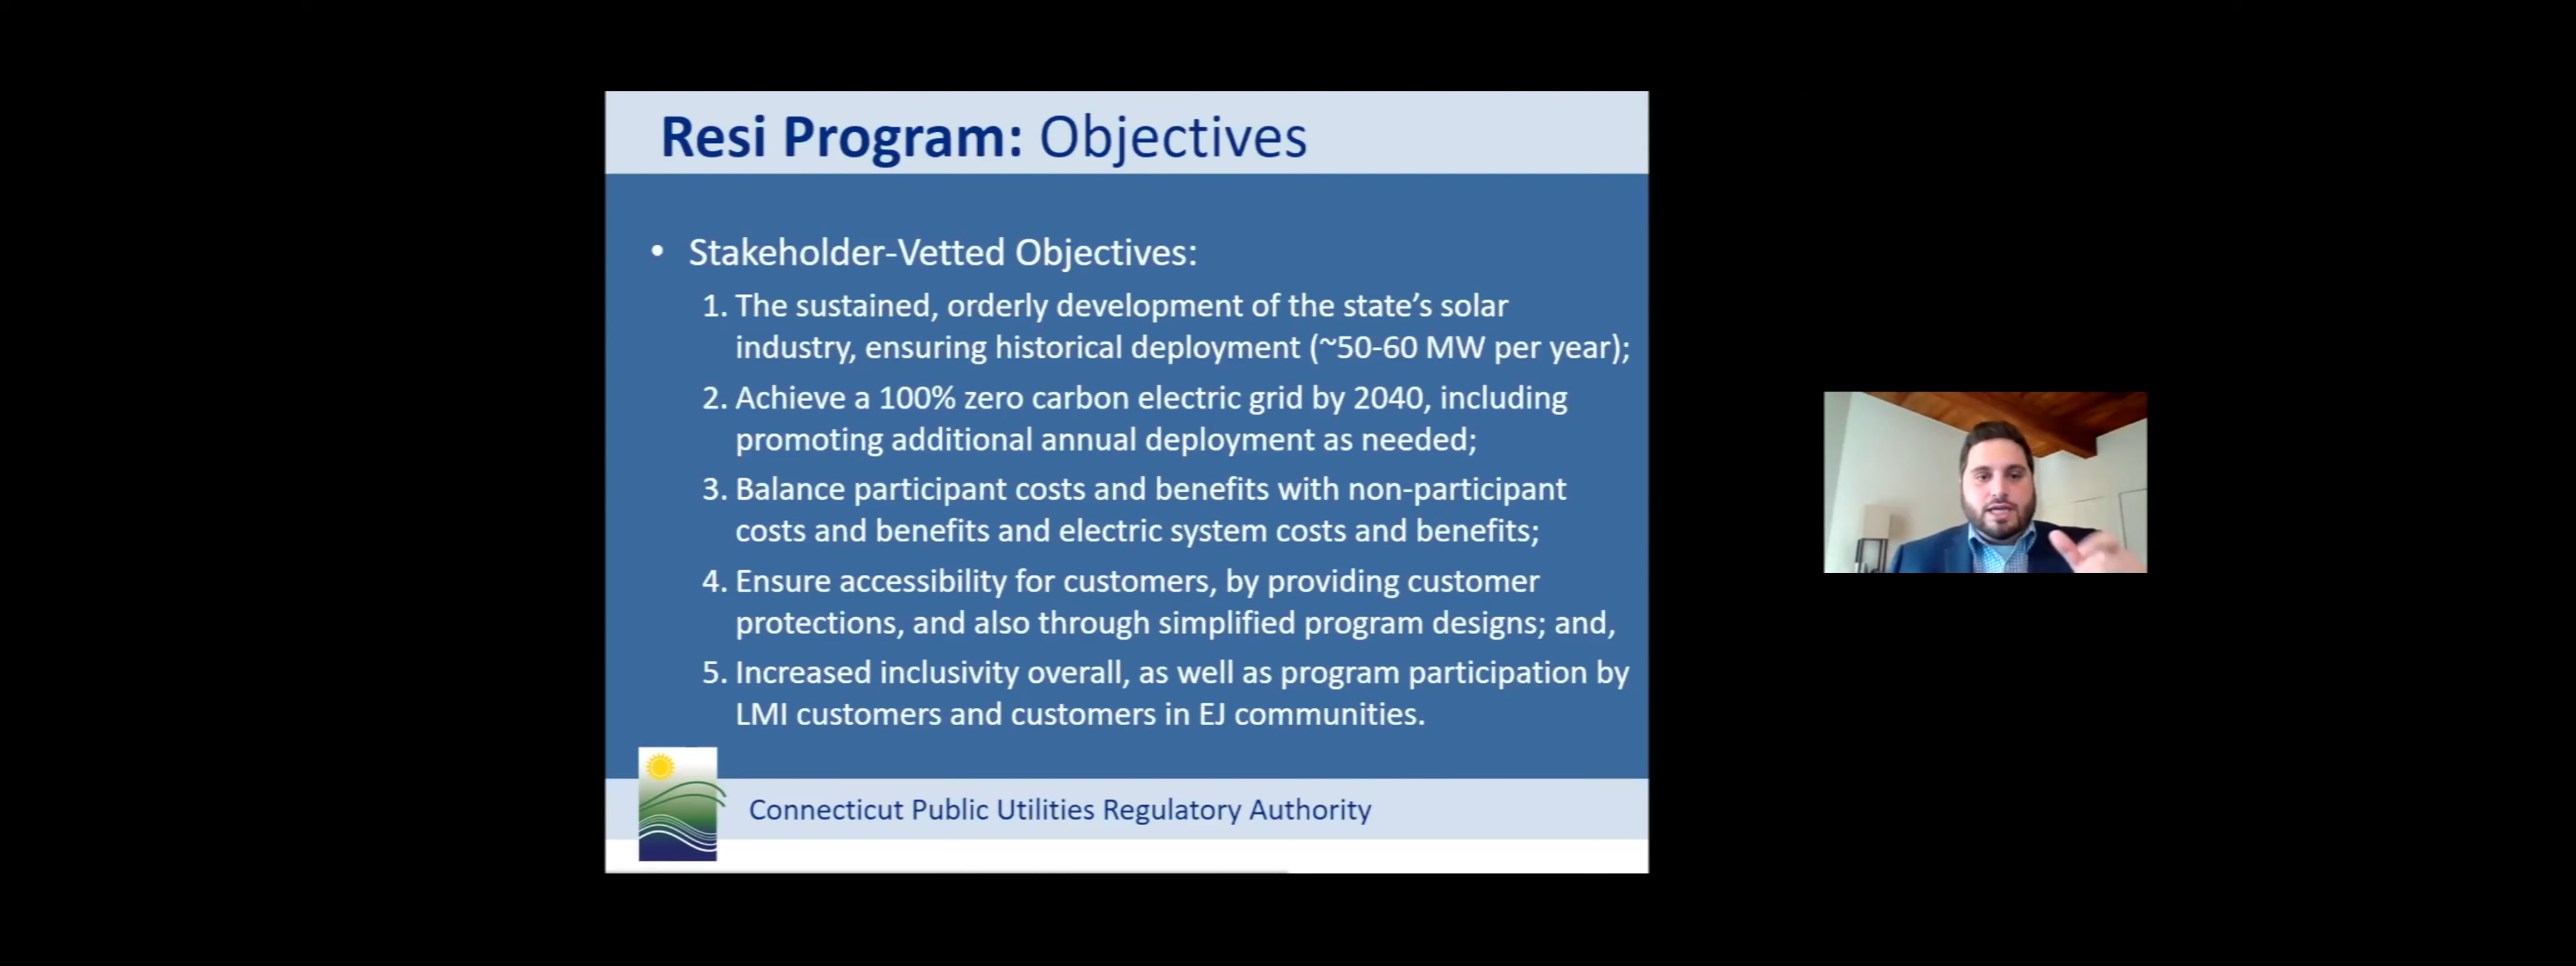 Resi Program: Objectives
• Stakeholder-Vetted Objectives:
1. The sustained, orderly development of the state’s solar
industry, ensuring historical deployment (~50-60 MW per year);
2. Achieve a 100% zero carbon electric grid by 2040, including
promoting additional annual deployment as needed;
3. Balance participant costs and benefits with non-participant
costs and benefits and electric system costs and benefits;
4. Ensure accessibility for customers, by providing customer
protections, and also through simplified program designs; and,
5. Increased inclusivity overall, as well as program participation by
LMI customers and customers in EJ communities.
Connecticut Public Utilities Regulatory Authority